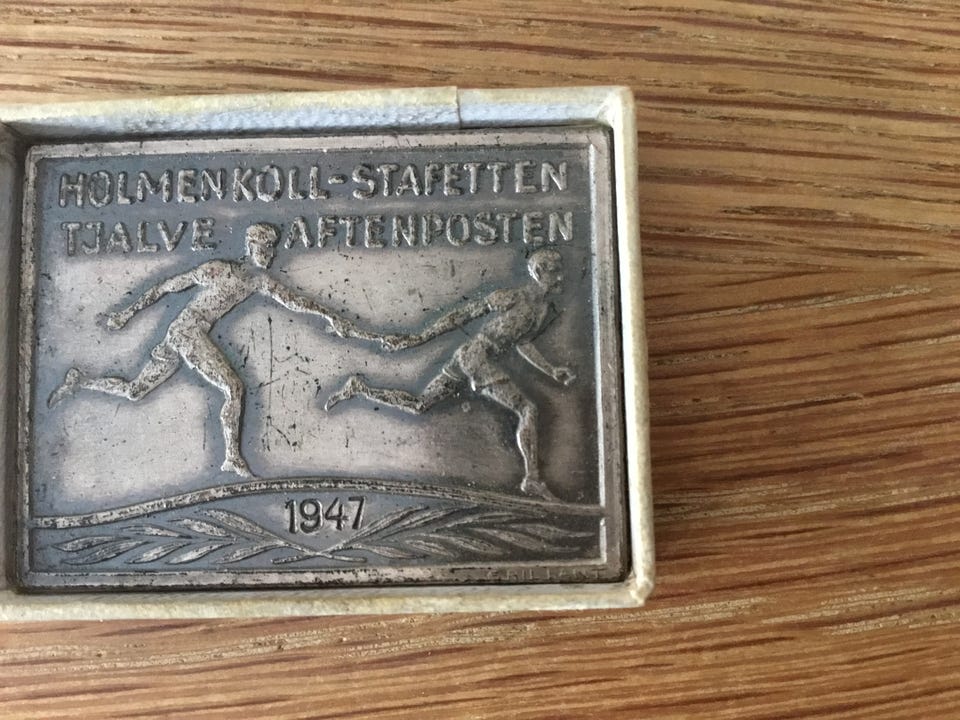 HOLMENKOLL-STAFETTEN
TJALVE AFTENPOSTEN
1947